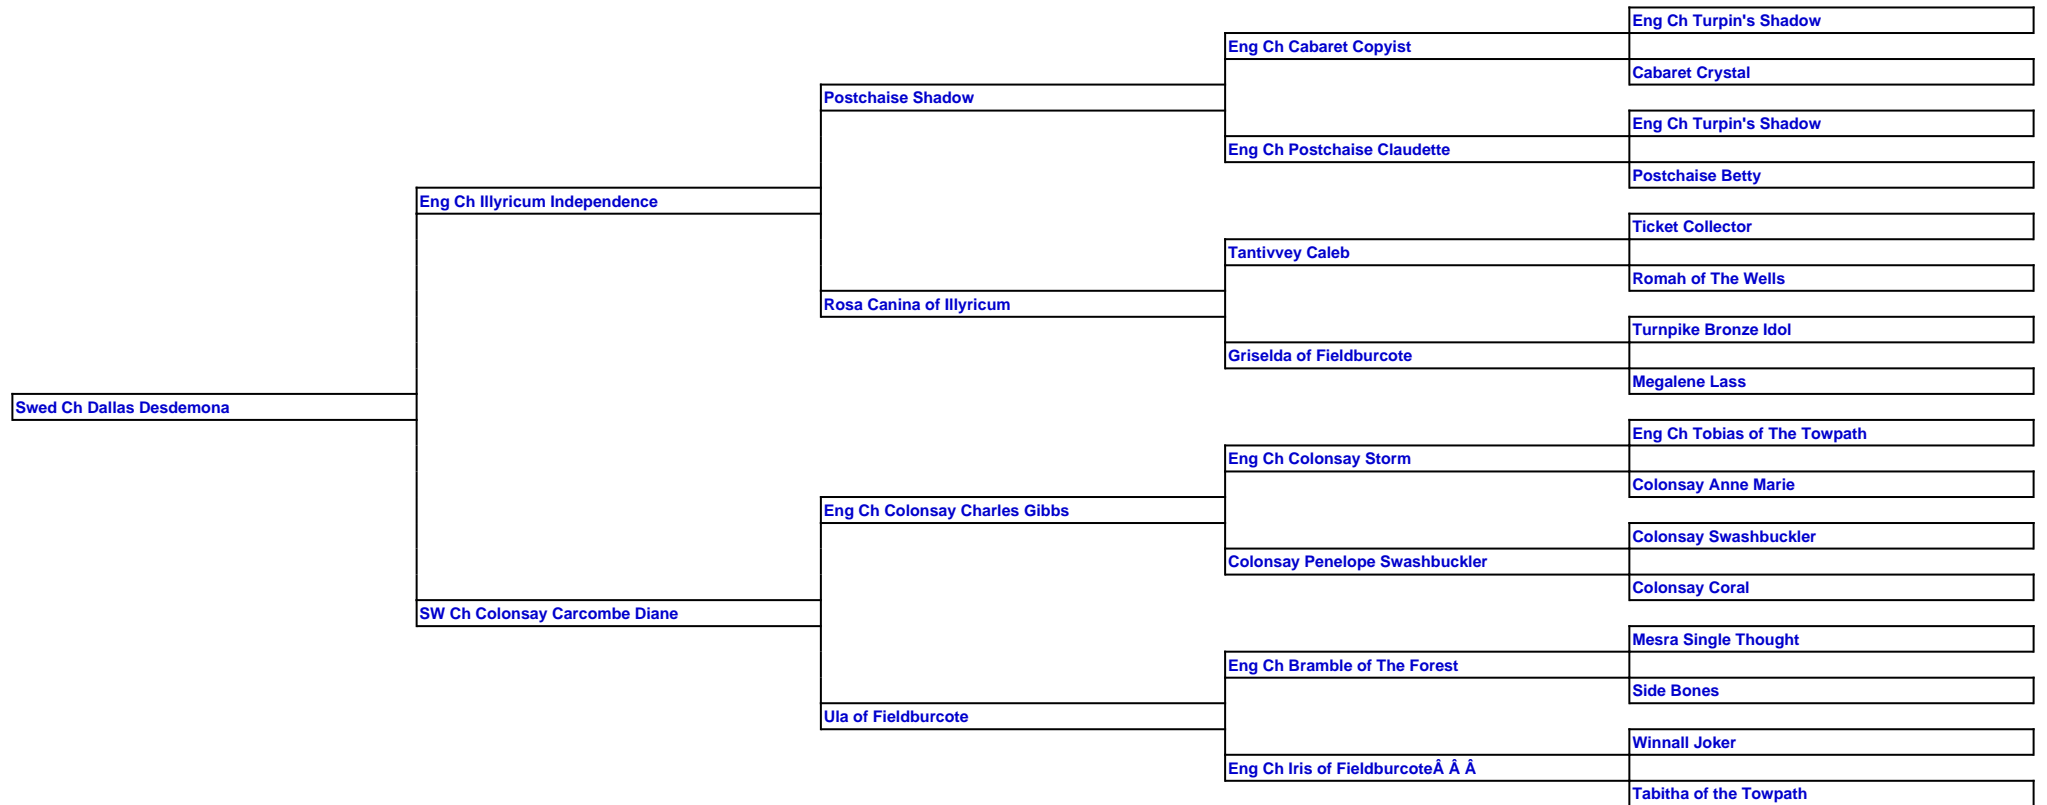 Eng Ch Turpin's Shadow
Eng Ch Cabaret Copyist
Cabaret Crystal
Postchaise Shadow
Eng Ch Turpin's Shadow
Eng Ch Postchaise Claudette
Postchaise Betty
Eng Ch Illyricum Independence
Ticket Collector
Tantivvey Caleb
Romah of The Wells
Rosa Canina of Illyricum
Turnpike Bronze Idol
Griselda of Fieldburcote
Megalene Lass
Swed Ch Dallas Desdemona
Eng Ch Tobias of The Towpath
Eng Ch Colonsay Storm
Colonsay Anne Marie
Eng Ch Colonsay Charles Gibbs
Colonsay Swashbuckler
Colonsay Penelope Swashbuckler
Colonsay Coral
SW Ch Colonsay Carcombe Diane
Mesra Single Thought
Eng Ch Bramble of The Forest
Side Bones
Ula of Fieldburcote
Winnall Joker
Eng Ch Iris of FieldburcoteÂ Â Â
Tabitha of the Towpath